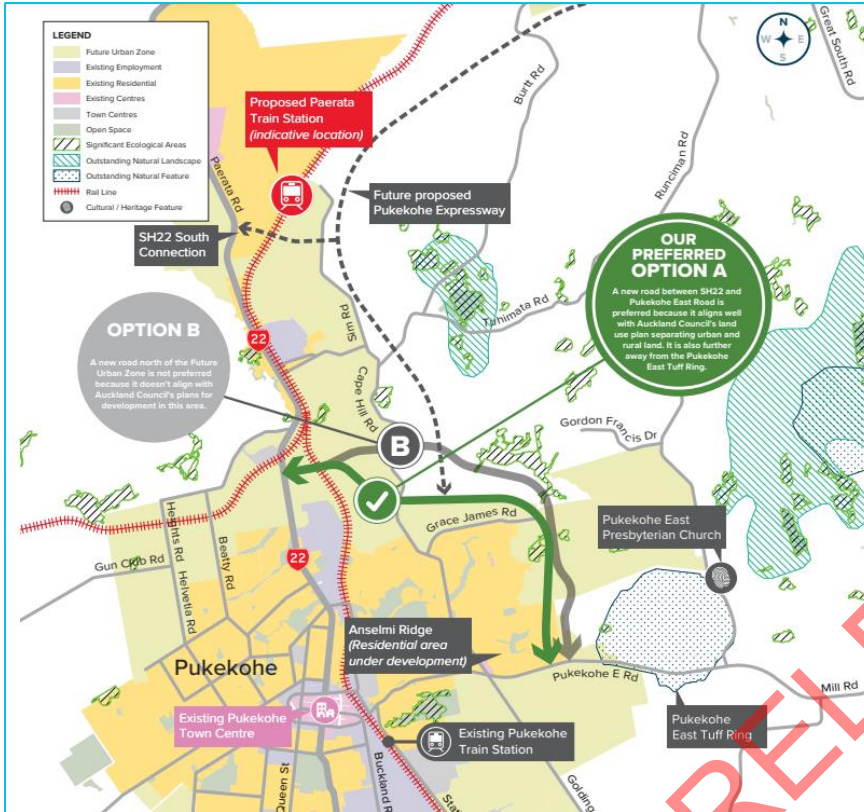 LEGEND
Future Urban Zone
Existing Employment
Existing Residential
Existing Centres
Town Centres
Open Space
Significant Ecological Areas
Outstanding Natural Landscape
Outstanding Natural Feature
Rail Line
Cultural / Heritage Feature
N
W E
S
Great South Rd
Burtt Rd
Runciman Rd
Proposed Paerata
Train Station
(indicative location)
Paerata Rd
Future proposed
Pukekohe Expressway
SH22 South
Connection
OUR
PREFERRED
OPTION A
A new road between SH22 and
Pukekohe East Road is
preferred because it aligns well
with Auckland Council's land
use plan separating urban and
rural land. It is also further
away from the Pukekohe
East Tuff Ring.
OPTION B
A new road north of the Future
Urban Zone is not preferred
because it doesn't align with
Auckland Council's plans for
development in this area.
22
Sim Rd
Tuhimata Rd
Cape Hill Rd
B
Gordon Francis Dr
Grace James Rd
Heights Rd
Helvetia Rd
Beatty Rd
Gun Club Rd
22
Pukekohe East
Presbyterian Church
Anselmi Ridge
(Residential area
under development)
Pukekohe
Pukekohe E Rd
Mill Rd
Existing Pukekohe
Town Centre
Existing Pukekohe
Train Station
Pukekohe
East Tuff Ring
Queen St
Buckland R
Stat
Golding
REL